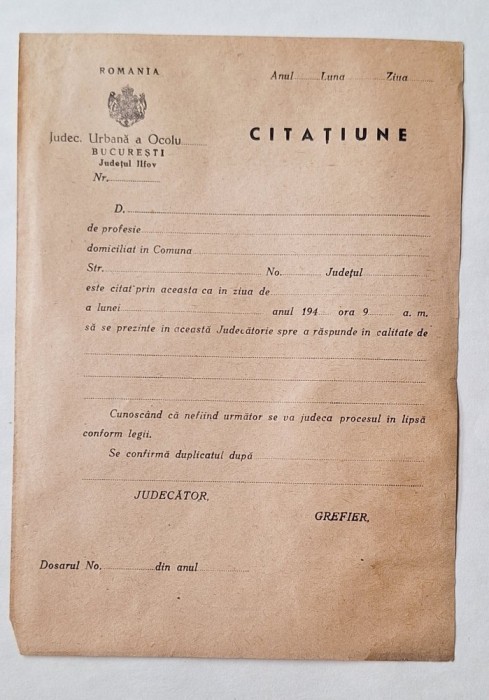 ROMANIA
Anul Luna Ziua
Judec. Urbană a Ocolu
BUCUREȘTI
Județul Ilfov
Nr.
CITAȚIUNE
D.
de profesie
domiciliat in Comuna
Str. No. Județul
este citat prin aceasta ca in ziua de
a lunei anul 194 ora 9 a. m.
să se prezinte in această Judecătorie spre a răspunde in calitate de
Cunoscând că nefiind următor se va judeca procesul in lipsă
conform legii.
Se confirmă duplicatul după
JUDECĂTOR,
GREFIER,
Dosarul No. din anul